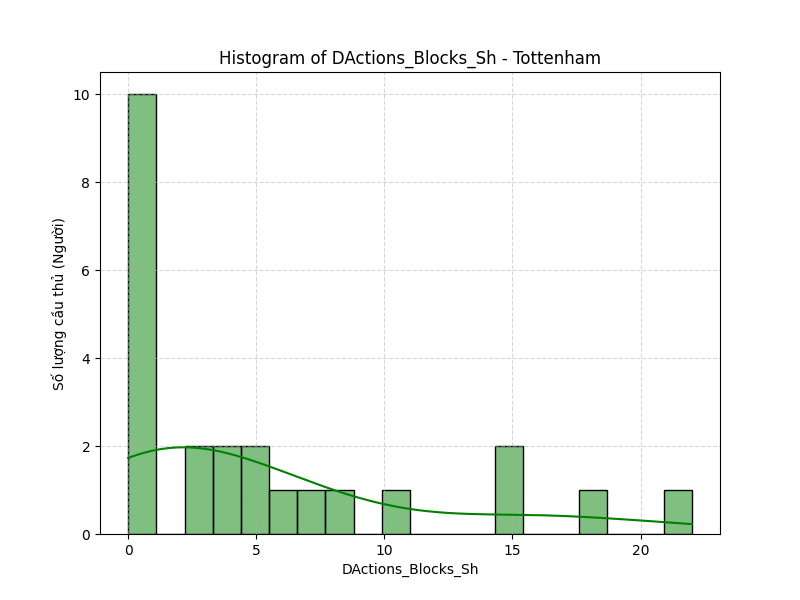 Histogram of DActions_Blocks_Sh - Tottenham
10
8
6
4
2
0
Số lượng cầu thủ (Người)
0 5 10 15 20
DActions_Blocks_Sh